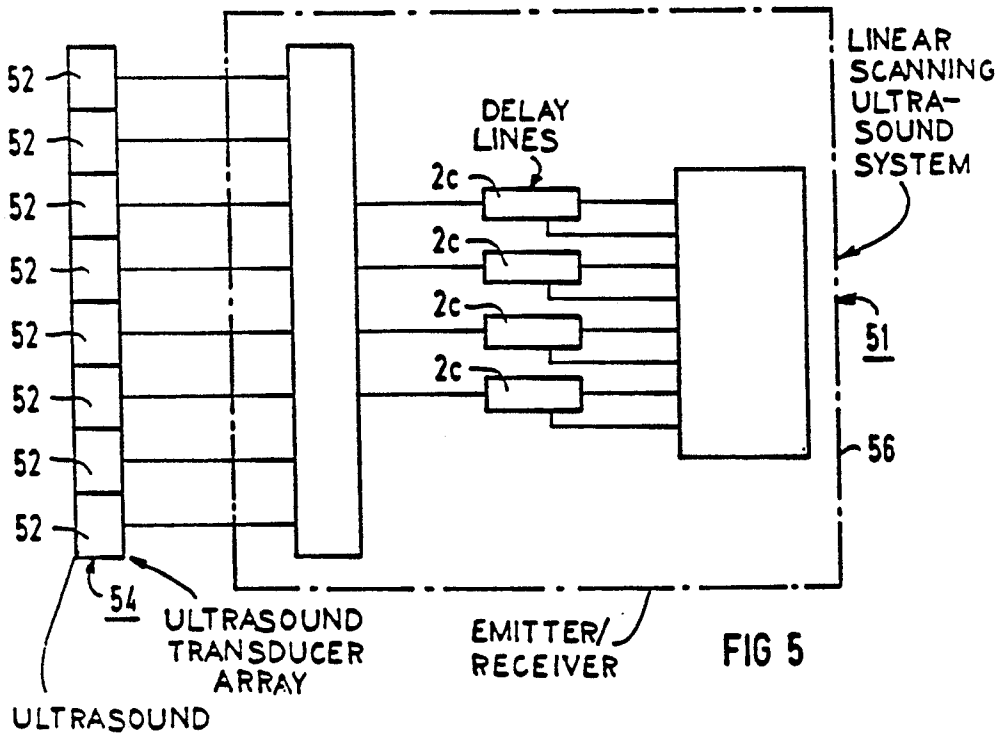 LINEAR
SCANNING
ULTRA-
SOUND
SYSTEM
DELAY
LINES
52
52
52
52
52
52
52
52
2c
2c
2c
2c
51
56
54
ULTRASOUND
TRANSDUCER
ARRAY
EMITTER/
RECEIVER
FIG 5
ULTRASOUND